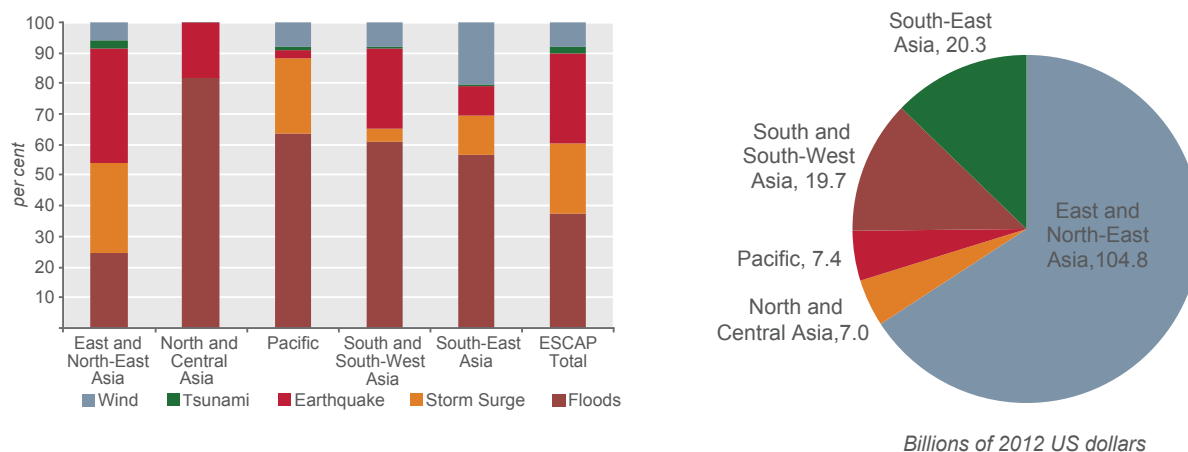 100
90
80
70
60
50
40
30
20
10
per cent
East and
North-East
Asia
North and
Central
Asia
Pacific
South and
South-West
Asia
South-East
Asia
ESCAP
Total
Wind
Tsunami
Earthquake
Storm Surge
Floods
South-East
Asia, 20.3
South and
South-West
Asia, 19.7
Pacific, 7.4
North and
Central Asia,7.0
East and
North-East
Asia,104.8
Billions of 2012 US dollars